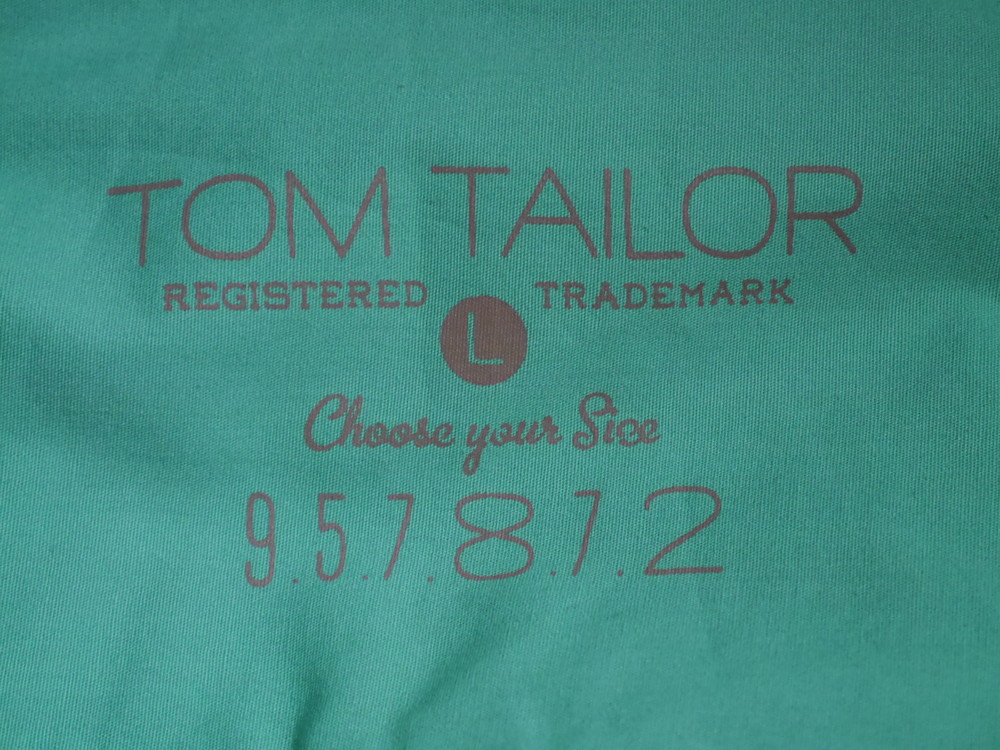 TOM TAILOR
REGISTERED TRADEMARK
L
Choose your Size
9.5.7.8.7.2